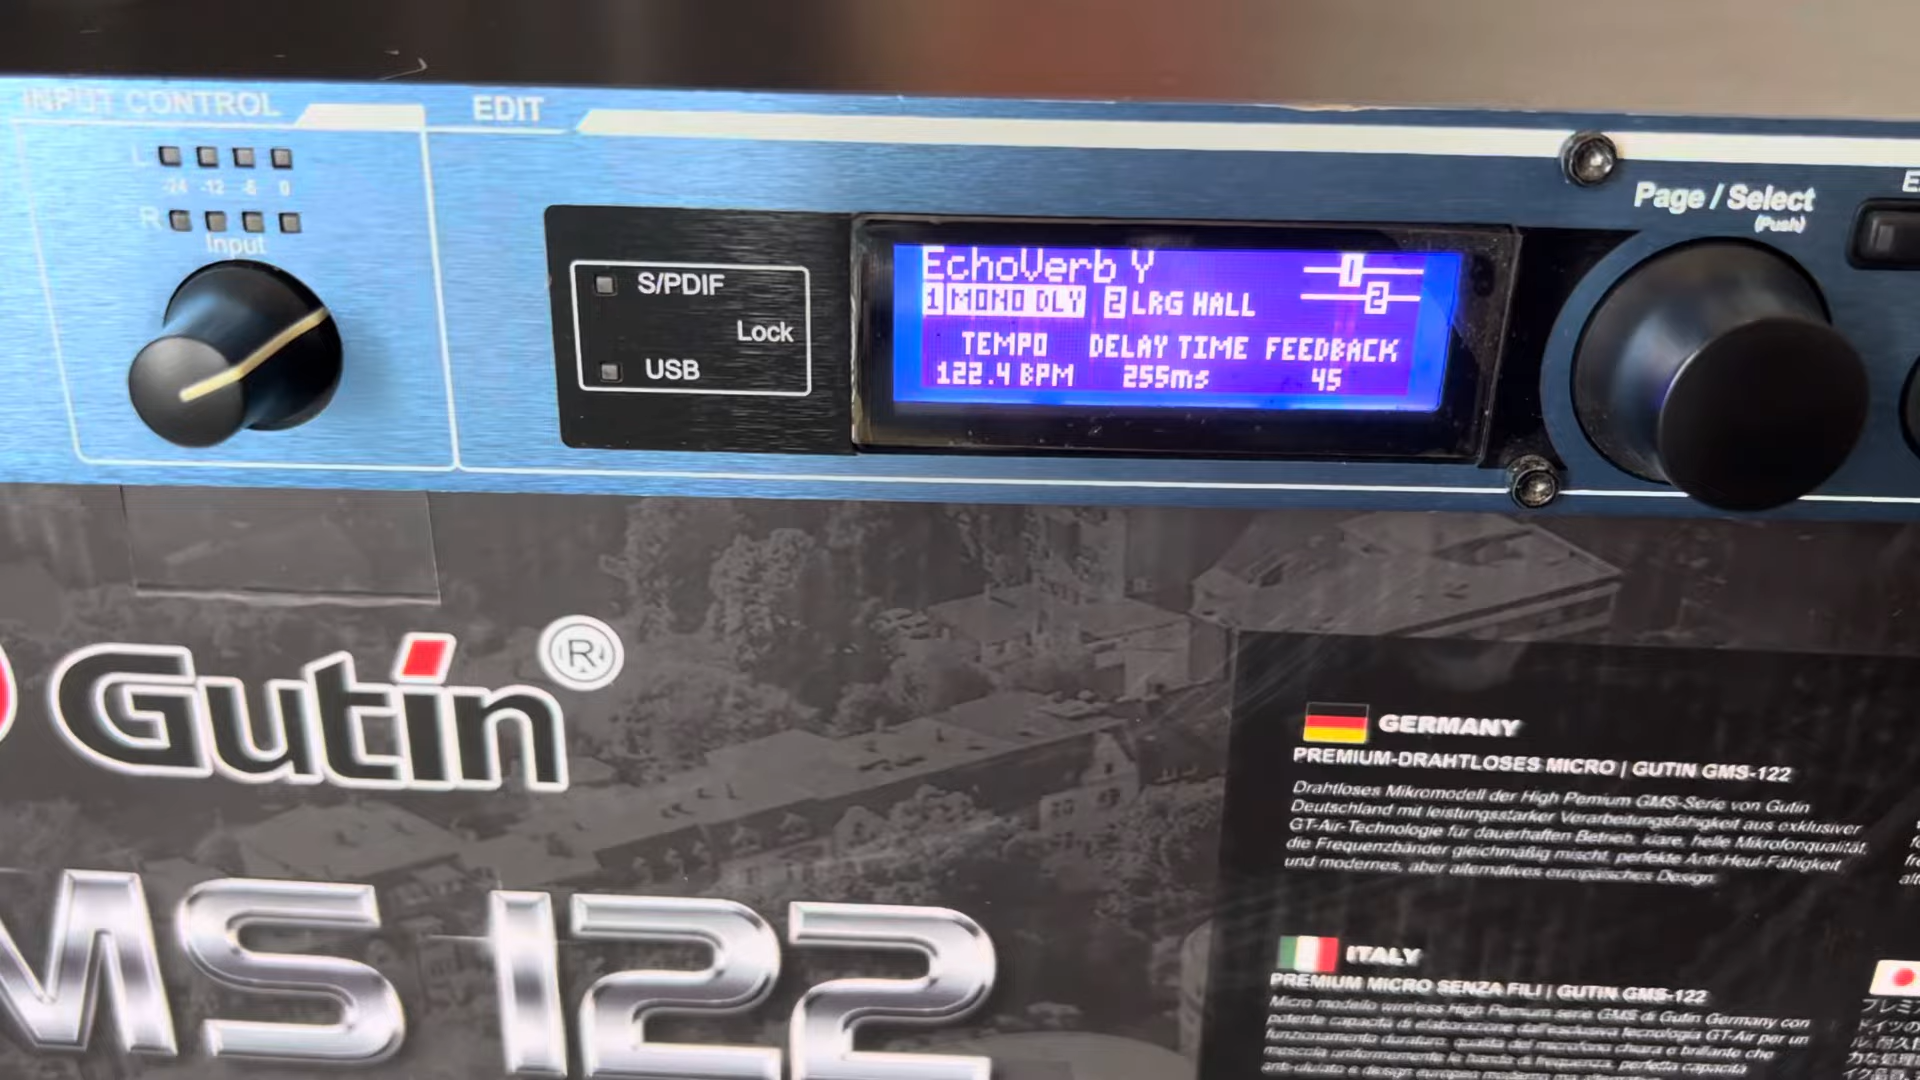 INPUT CONTROL
EDIT
L
-24 -12 -6 0
R
Input
S/PDIF
Lock
USB
EchoVerb Y
1 MONO DLY 2 LRG HALL
1
2
TEMPO DELAY TIME FEEDBACK
122.4 BPM 255ms 45
Page / Select
(Push)
Gutin®
MS 122
GERMANY
PREMIUM-DRAHTLOSES MICRO | GUTIN GMS-122
Drahtloses Mikromodell der High Pemium GMS-Serie von Gutin
Deutschland mit leistungsstarker Verarbeitungsfähigkeit aus exklusiver
GT-Air-Technologie für dauerhaften Betrieb, klare, helle Mikrofonqualität,
die Frequenzbänder gleichmäßig mischt, perfekte Anti-Heul-Fähigkeit
und modernes, aber alternatives europäisches Design.
ITALY
PREMIUM MICRO SENZA FILI | GUTIN GMS-122
Micro modello wireless High Pemium serie GMS di Gutin Germany con
potente capacità di elaborazione dall'esclusiva tecnologia GT-Air per un
funzionamento duraturo, qualità del microfono chiara e brillante che
mescola uniformemente le bande di frequenza, perfetta capacità